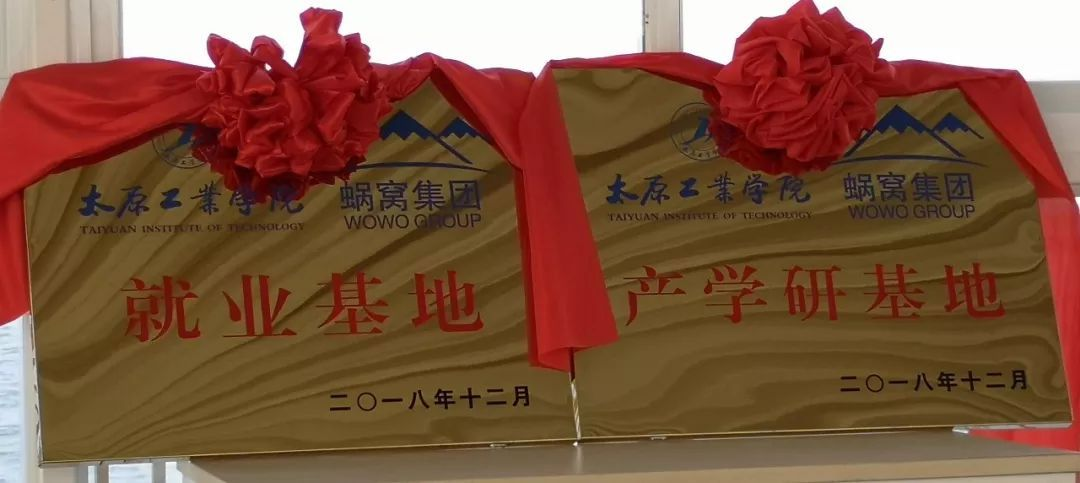 太原工业学院
TAIYUAN INSTITUTE OF TECHNOLOGY
蜗窝集团
WOWO GROUP
就业基地
二〇一八年十二月
太原工业学院
TAIYUAN INSTITUTE OF TECHNOLOGY
蜗窝集团
WOWO GROUP
产学研基地
二〇一八年十二月